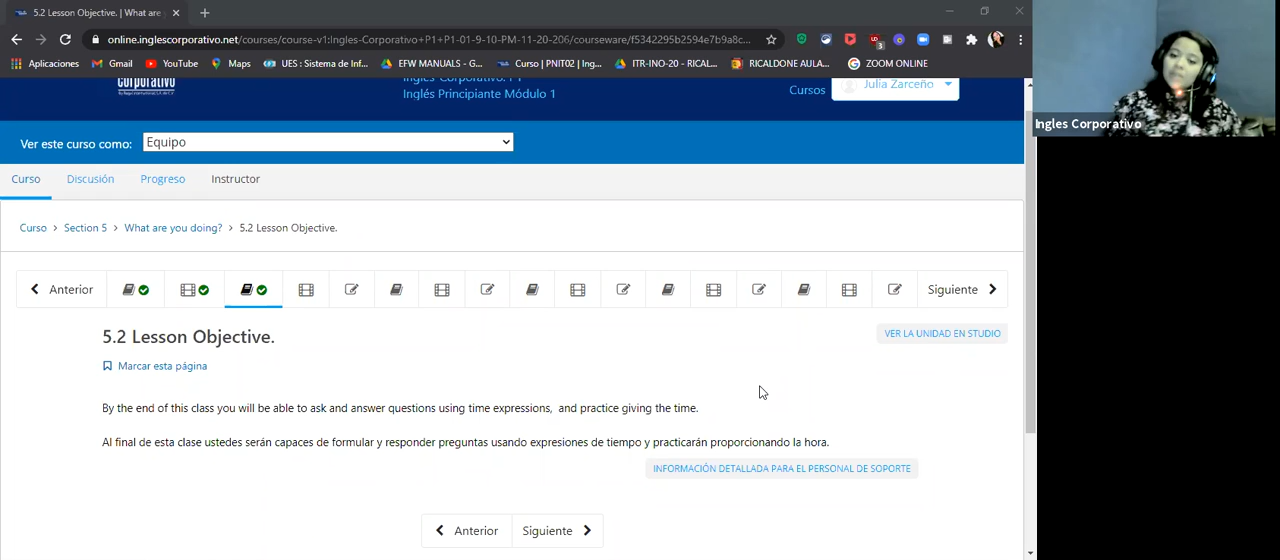 5.2 Lesson Objective. | What are
online.inglescorporativo.net/courses/course-v1:Ingles-Corporativo+P1+P1-01-9-10-PM-11-20-206/courseware/f5342295b2594e7b9a8c...
Aplicaciones Gmail YouTube Maps UES : Sistema de Inf... EFW MANUALS - G... Curso | PNIT02 | Ing... ITR-INO-20 - RICAL... RICALDONE AULA... ZOOM ONLINE
corporativo
Inglés Principiante Módulo 1
Cursos
Julia Zarceño
Ingles Corporativo
Ver este curso como:
Equipo
Curso Discusión Progreso Instructor
Curso > Section 5 > What are you doing? > 5.2 Lesson Objective.
Anterior
Siguiente
5.2 Lesson Objective.
VER LA UNIDAD EN STUDIO
Marcar esta página
By the end of this class you will be able to ask and answer questions using time expressions, and practice giving the time.
Al final de esta clase ustedes serán capaces de formular y responder preguntas usando expresiones de tiempo y practicarán proporcionando la hora.
INFORMACIÓN DETALLADA PARA EL PERSONAL DE SOPORTE
Anterior Siguiente